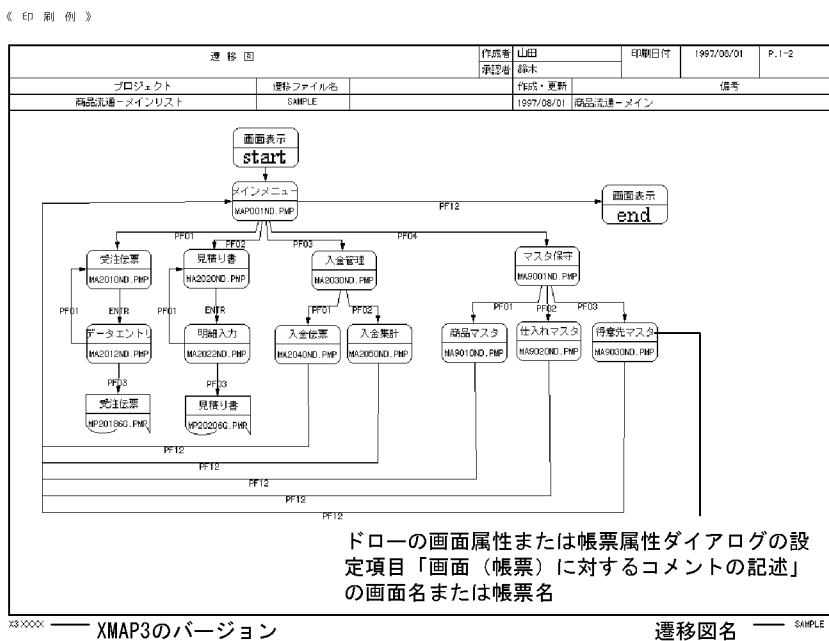 《 印 刷 例 》
遷 移 図
作成者 山田 印刷日付 1997/08/01 P.1-2
承認者 鈴木
プロジェクト 遷移ファイル名 作成・更新 備考
商品流通－メインリスト SAMPLE 1997/08/01 商品流通－メイン
画面表示
start
メインメニュー
MAP001ND.PMP
PF12
画面表示
end
PF01 PF02 PF03 PF04
受注伝票 見積り書 入金管理 マスタ保守
MA2010ND.PMP MA2020ND.PMP MA2030ND.PMP MA9001ND.PMP
PF01 ENTR PF01 ENTR PF01 PF02 PF01 PF02 PF03
データエントリ 明細入力 入金伝票 入金集計 商品マスタ 仕入れマスタ 得意先マスタ
MA2012ND.PMP MA2022ND.PMP MA2040ND.PMP MA2050ND.PMP MA9010ND.PMP MA9020ND.PMP MA9030ND.PMP
PF03 PF03
受注伝票 見積り書
MP20186G.PMR MP20206G.PMR
PF12
PF12
PF12
PF12
PF12
ドローの画面属性または帳票属性ダイアログの設
定項目「画面（帳票）に対するコメントの記述」
の画面名または帳票名
X3 XXXX XMAP3のバージョン 遷移図名 SAMPLE